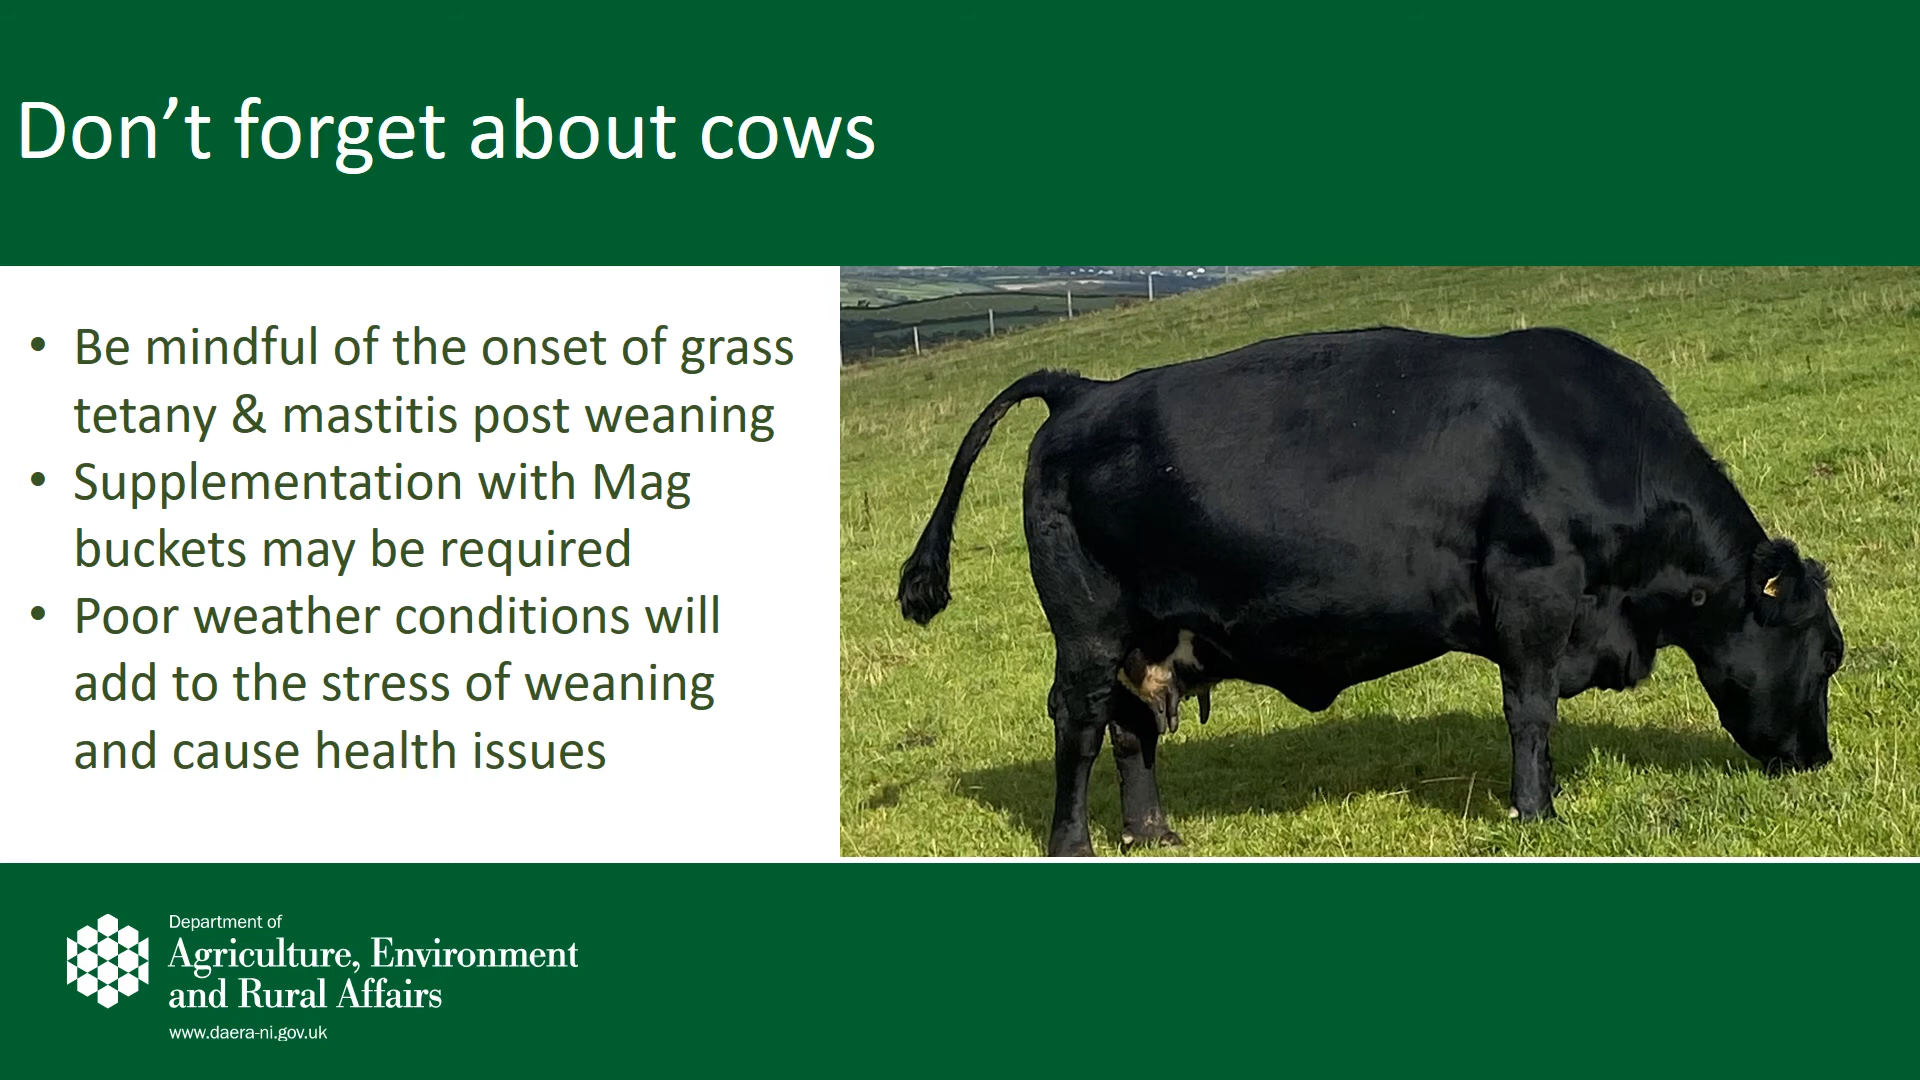 Don’t forget about cows
• Be mindful of the onset of grass
tetany & mastitis post weaning
• Supplementation with Mag
buckets may be required
• Poor weather conditions will
add to the stress of weaning
and cause health issues
Department of
Agriculture, Environment
and Rural Affairs
www.daera-ni.gov.uk